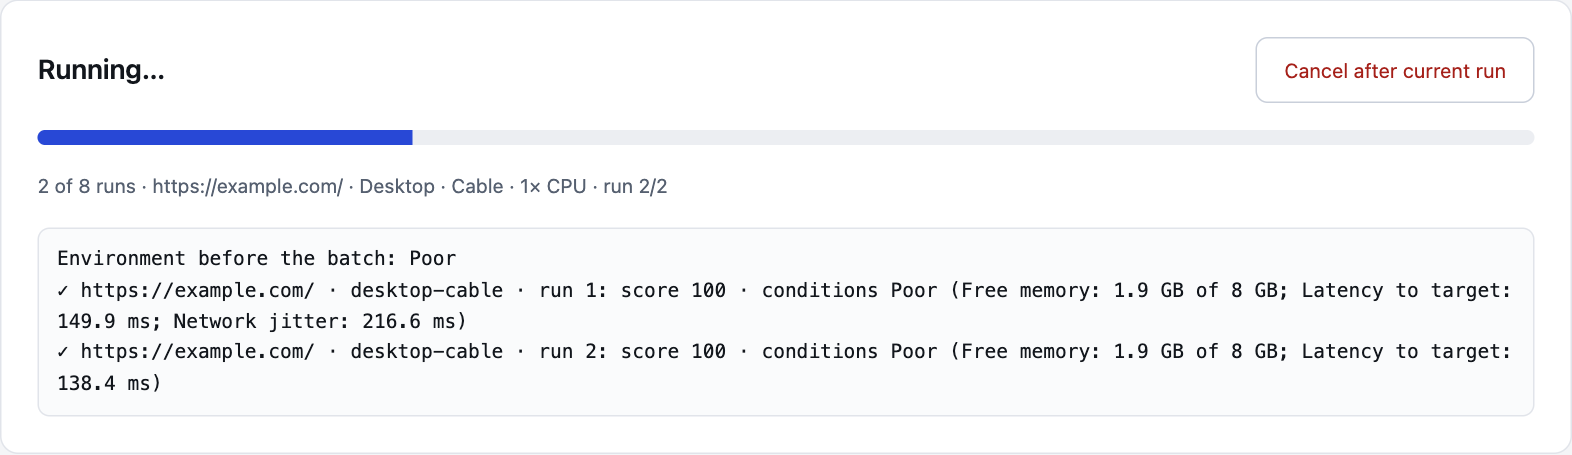 Running...
Cancel after current run
2 of 8 runs · https://example.com/ · Desktop · Cable · 1× CPU · run 2/2
Environment before the batch: Poor
✓ https://example.com/ · desktop-cable · run 1: score 100 · conditions Poor (Free memory: 1.9 GB of 8 GB; Latency to target:
149.9 ms; Network jitter: 216.6 ms)
✓ https://example.com/ · desktop-cable · run 2: score 100 · conditions Poor (Free memory: 1.9 GB of 8 GB; Latency to target:
138.4 ms)